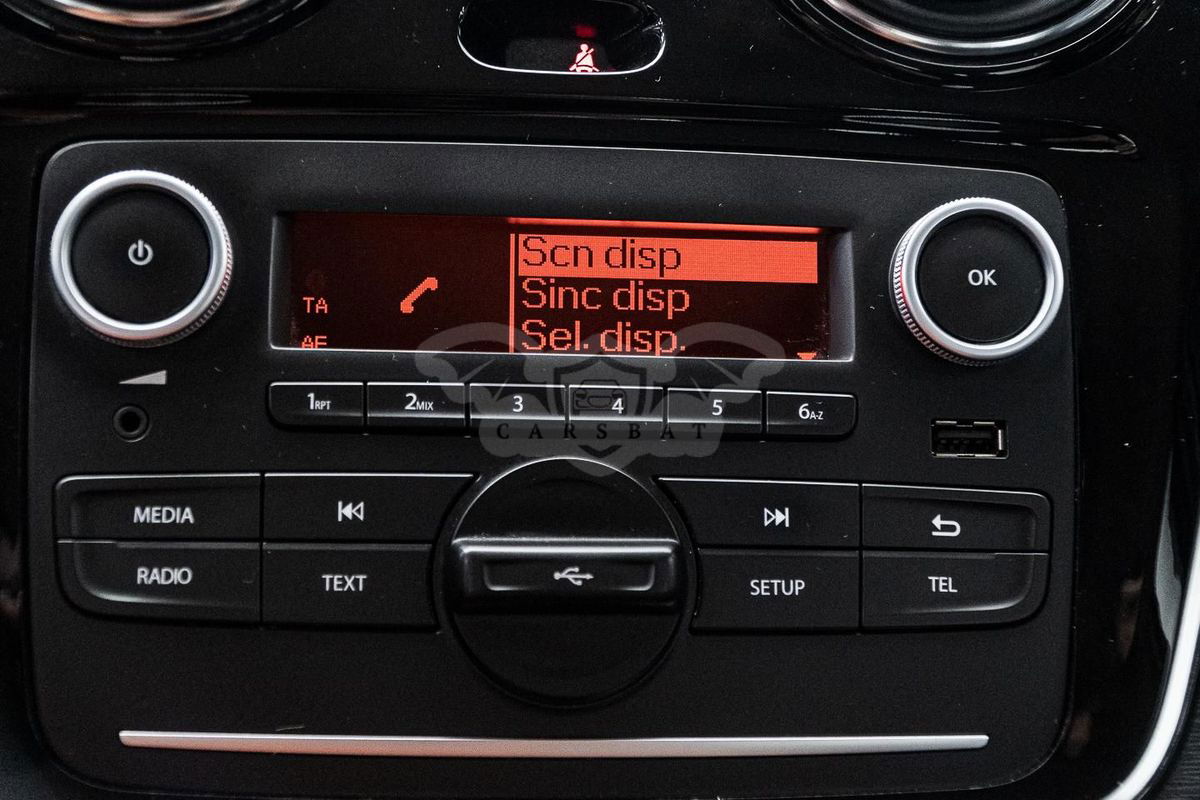 OK
Scn disp
Sinc disp
Sel. disp.
TA
AF
1RPT 2MIX 3 4 5 6A-Z
CARSBAT
MEDIA
RADIO
TEXT
SETUP
TEL